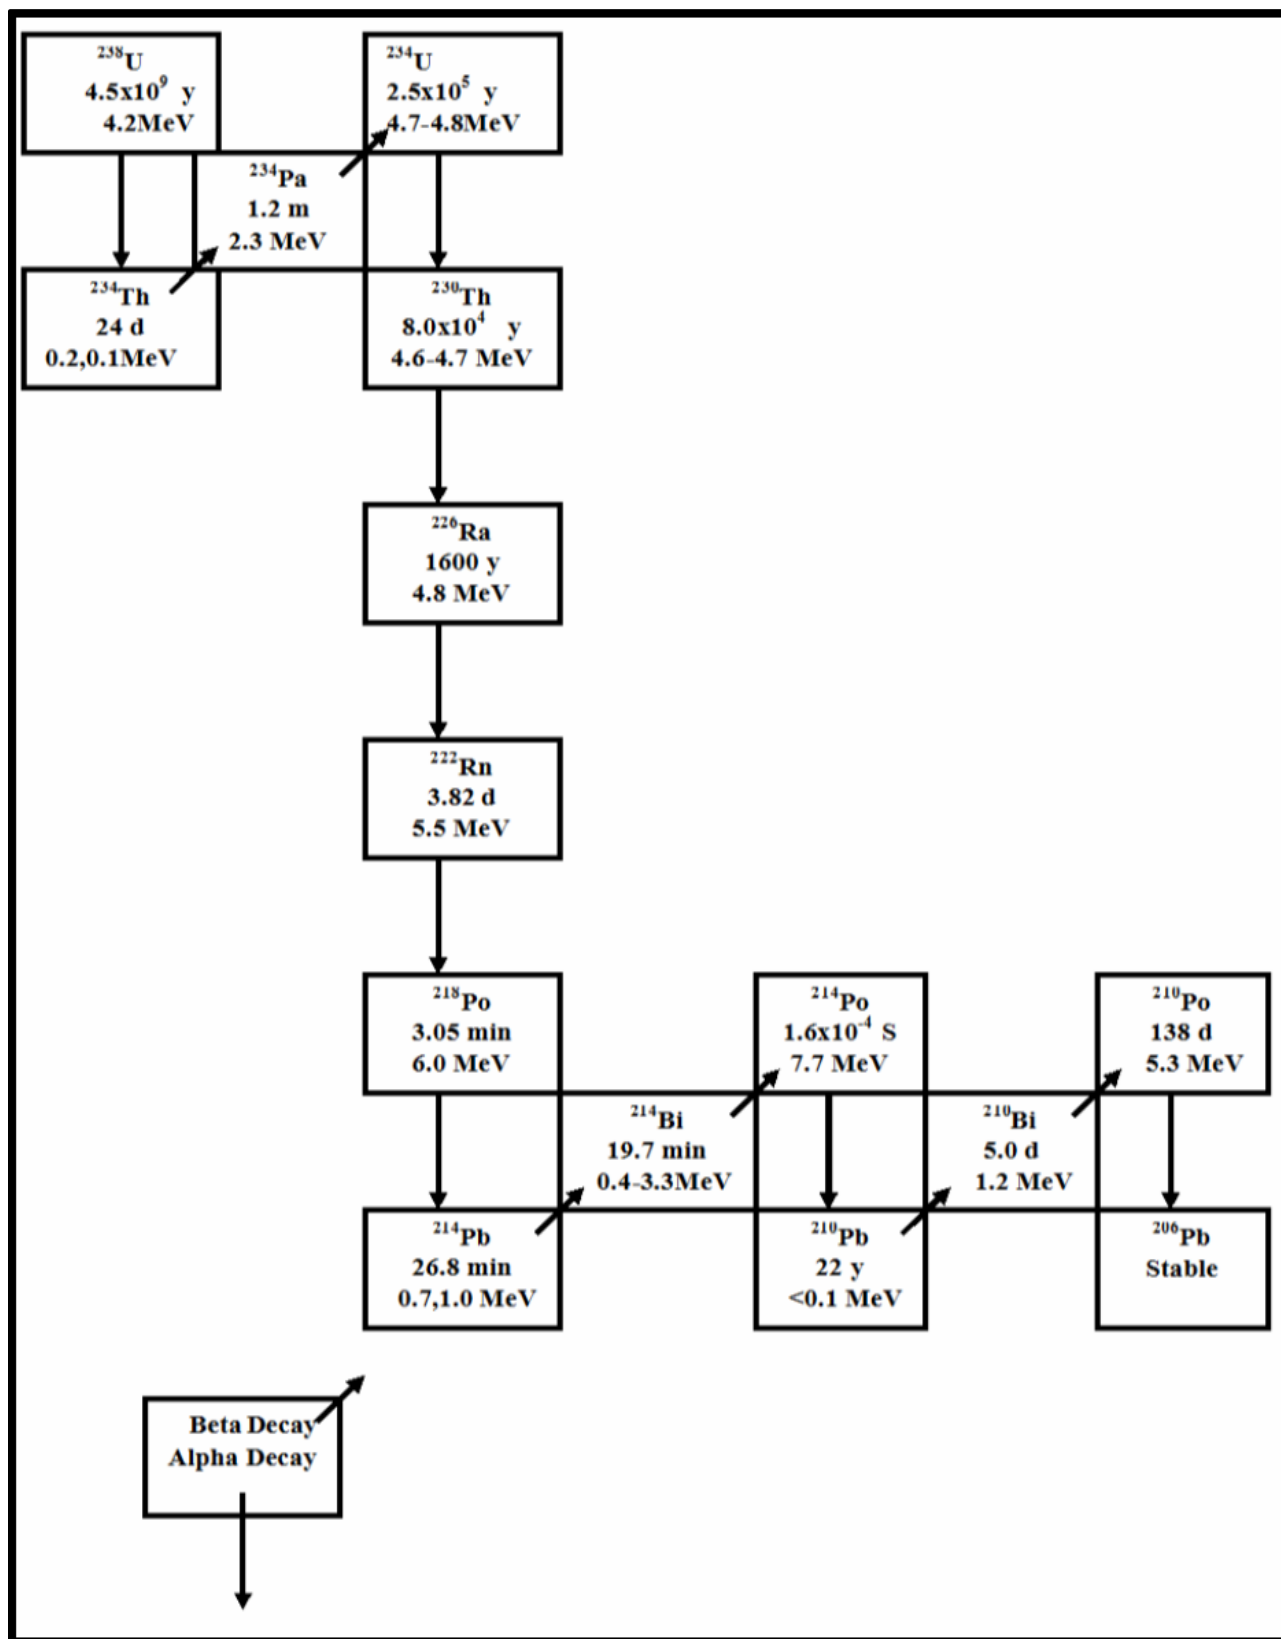 ²³⁸U
4.5x10⁹ y
4.2MeV
²³⁴U
2.5x10⁵ y
4.7-4.8MeV
²³⁴Pa
1.2 m
2.3 MeV
²³⁴Th
24 d
0.2,0.1MeV
²³⁰Th
8.0x10⁴ y
4.6-4.7 MeV
²²⁶Ra
1600 y
4.8 MeV
²²²Rn
3.82 d
5.5 MeV
²¹⁸Po
3.05 min
6.0 MeV
²¹⁴Po
1.6x10⁻⁴ S
7.7 MeV
²¹⁰Po
138 d
5.3 MeV
²¹⁴Bi
19.7 min
0.4-3.3MeV
²¹⁰Bi
5.0 d
1.2 MeV
²¹⁴Pb
26.8 min
0.7,1.0 MeV
²¹⁰Pb
22 y
<0.1 MeV
²⁰⁶Pb
Stable
Beta Decay
Alpha Decay